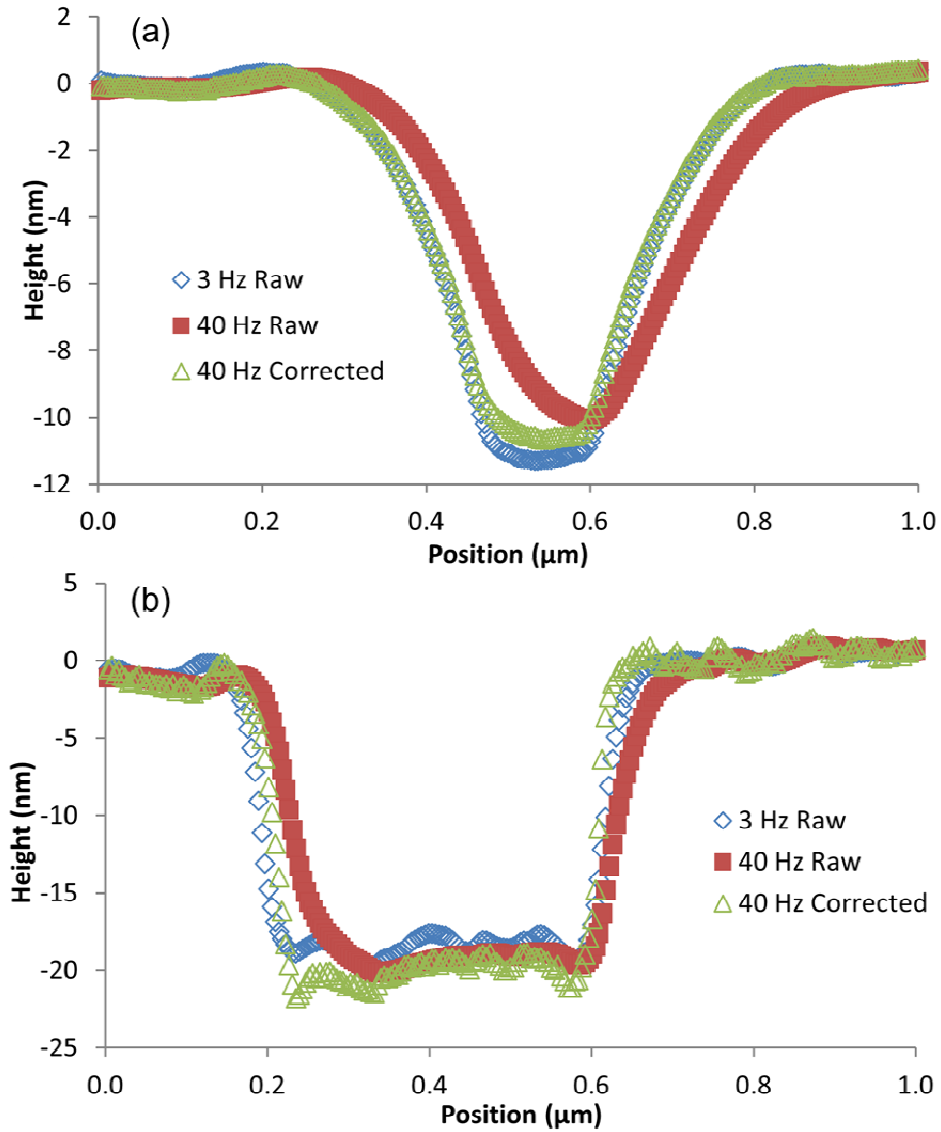 (a)
2
0
-2
-4
-6
-8
-10
-12
Height (nm)
3 Hz Raw
40 Hz Raw
40 Hz Corrected
0.0 0.2 0.4 0.6 0.8 1.0
Position (µm)
(b)
5
0
-5
-10
-15
-20
-25
Height (nm)
3 Hz Raw
40 Hz Raw
40 Hz Corrected
0.0 0.2 0.4 0.6 0.8 1.0
Position (µm)